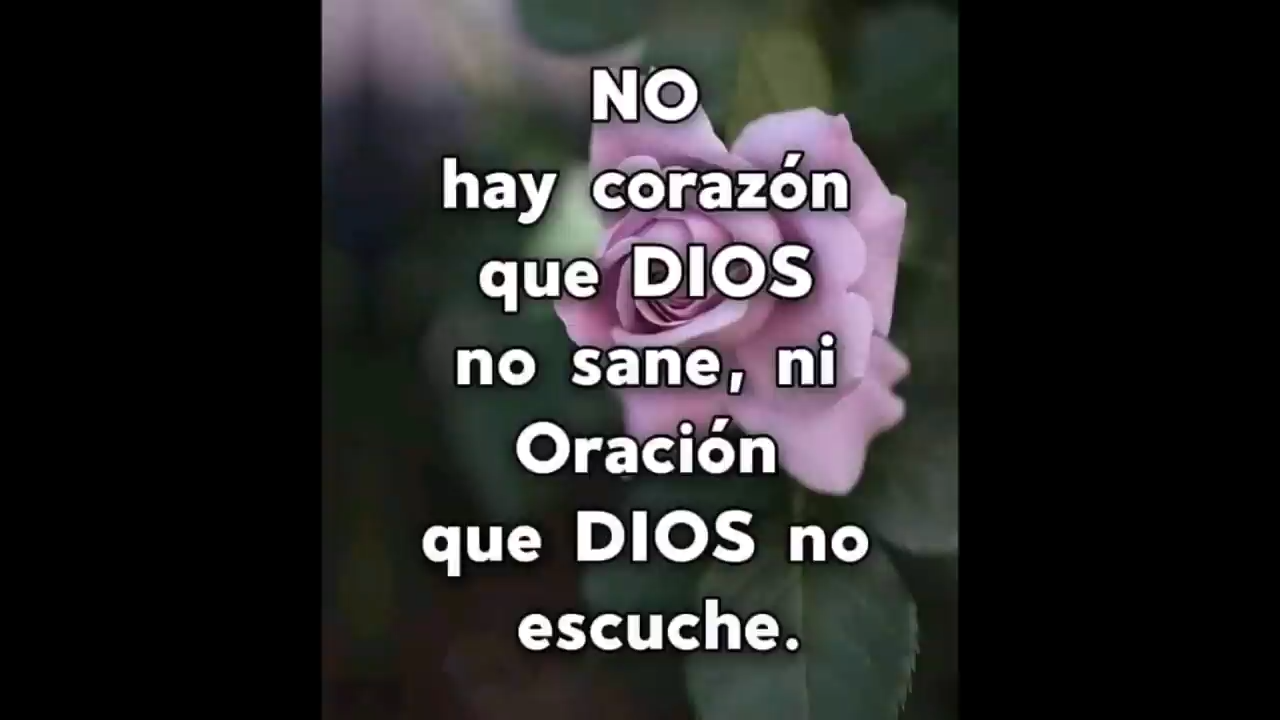 NO
hay corazón
que DIOS
no sane, ni
Oración
que DIOS no
escuche.